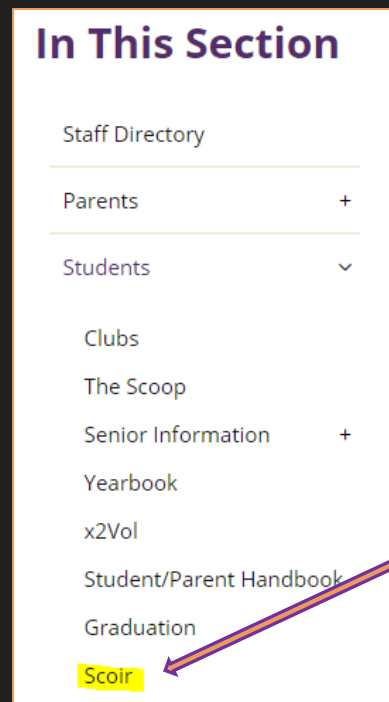 In This Section
Staff Directory
Parents +
Students
Clubs
The Scoop
Senior Information +
Yearbook
x2Vol
Student/Parent Handbook
Graduation
Scoir